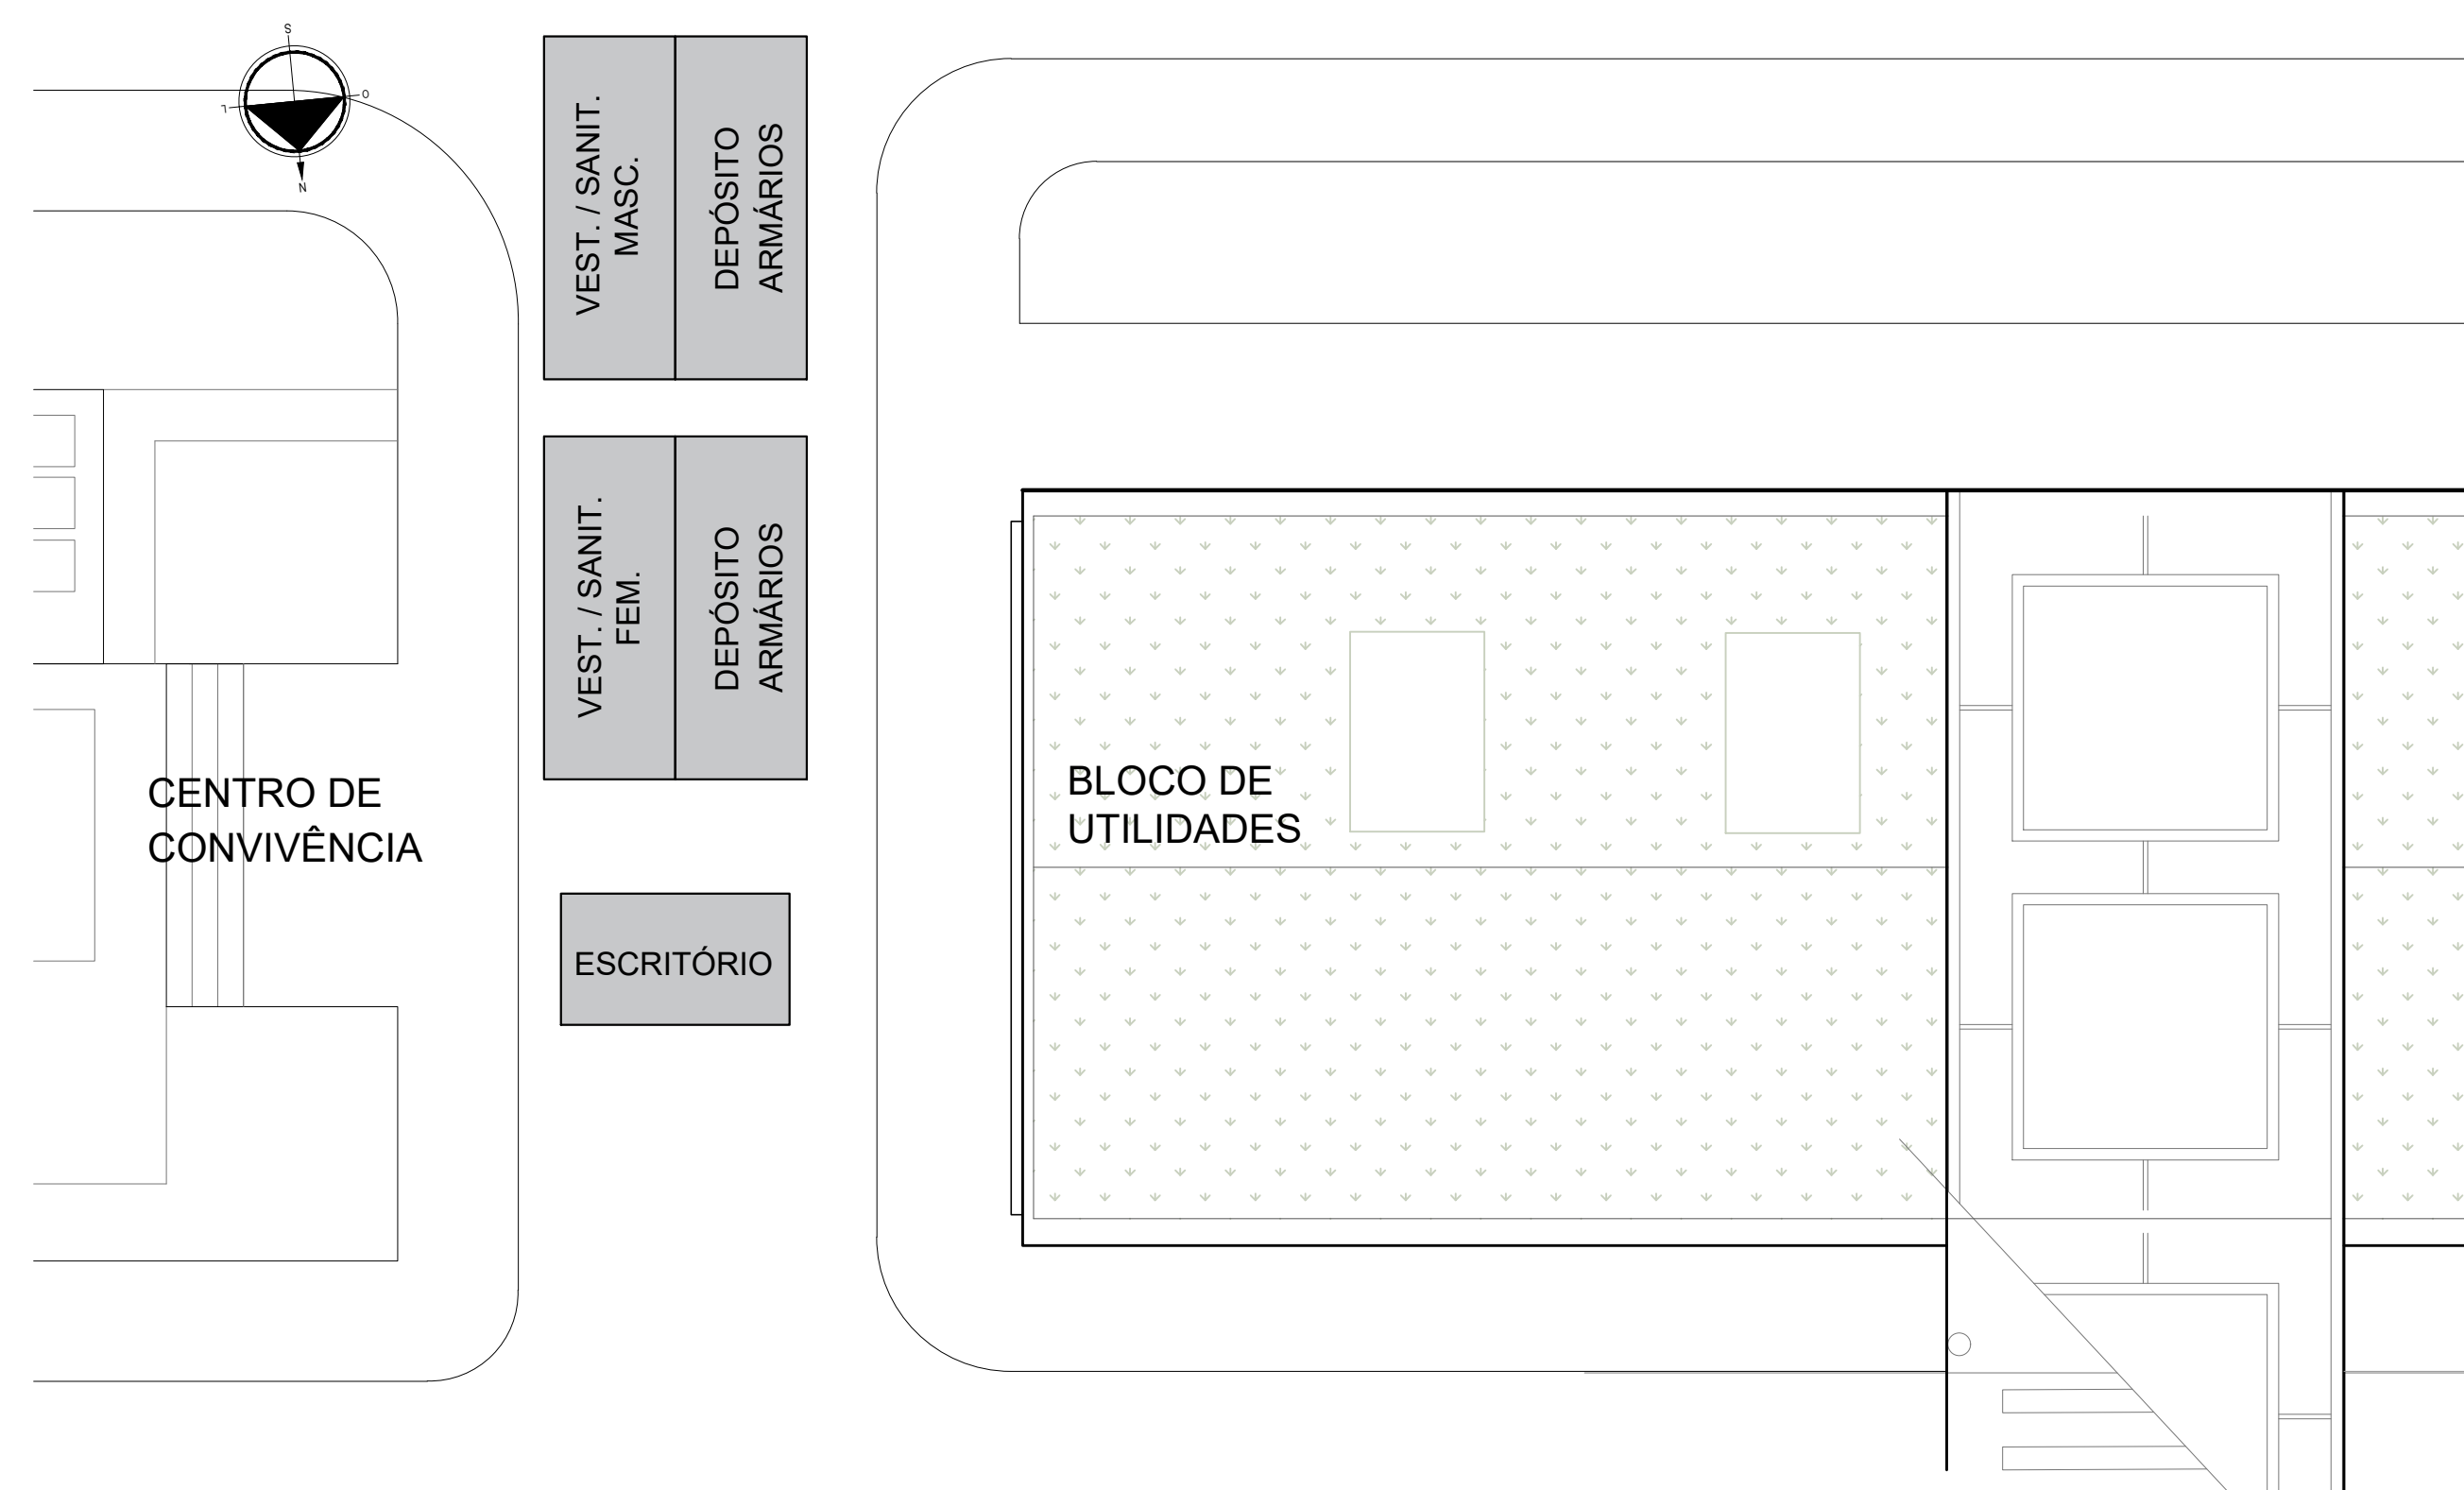 S
L
O
N
VEST. / SANIT.
MASC.
DEPÓSITO
ARMÁRIOS
VEST. / SANIT.
FEM.
DEPÓSITO
ARMÁRIOS
CENTRO DE
CONVIVÊNCIA
BLOCO DE
UTILIDADES
ESCRITÓRIO